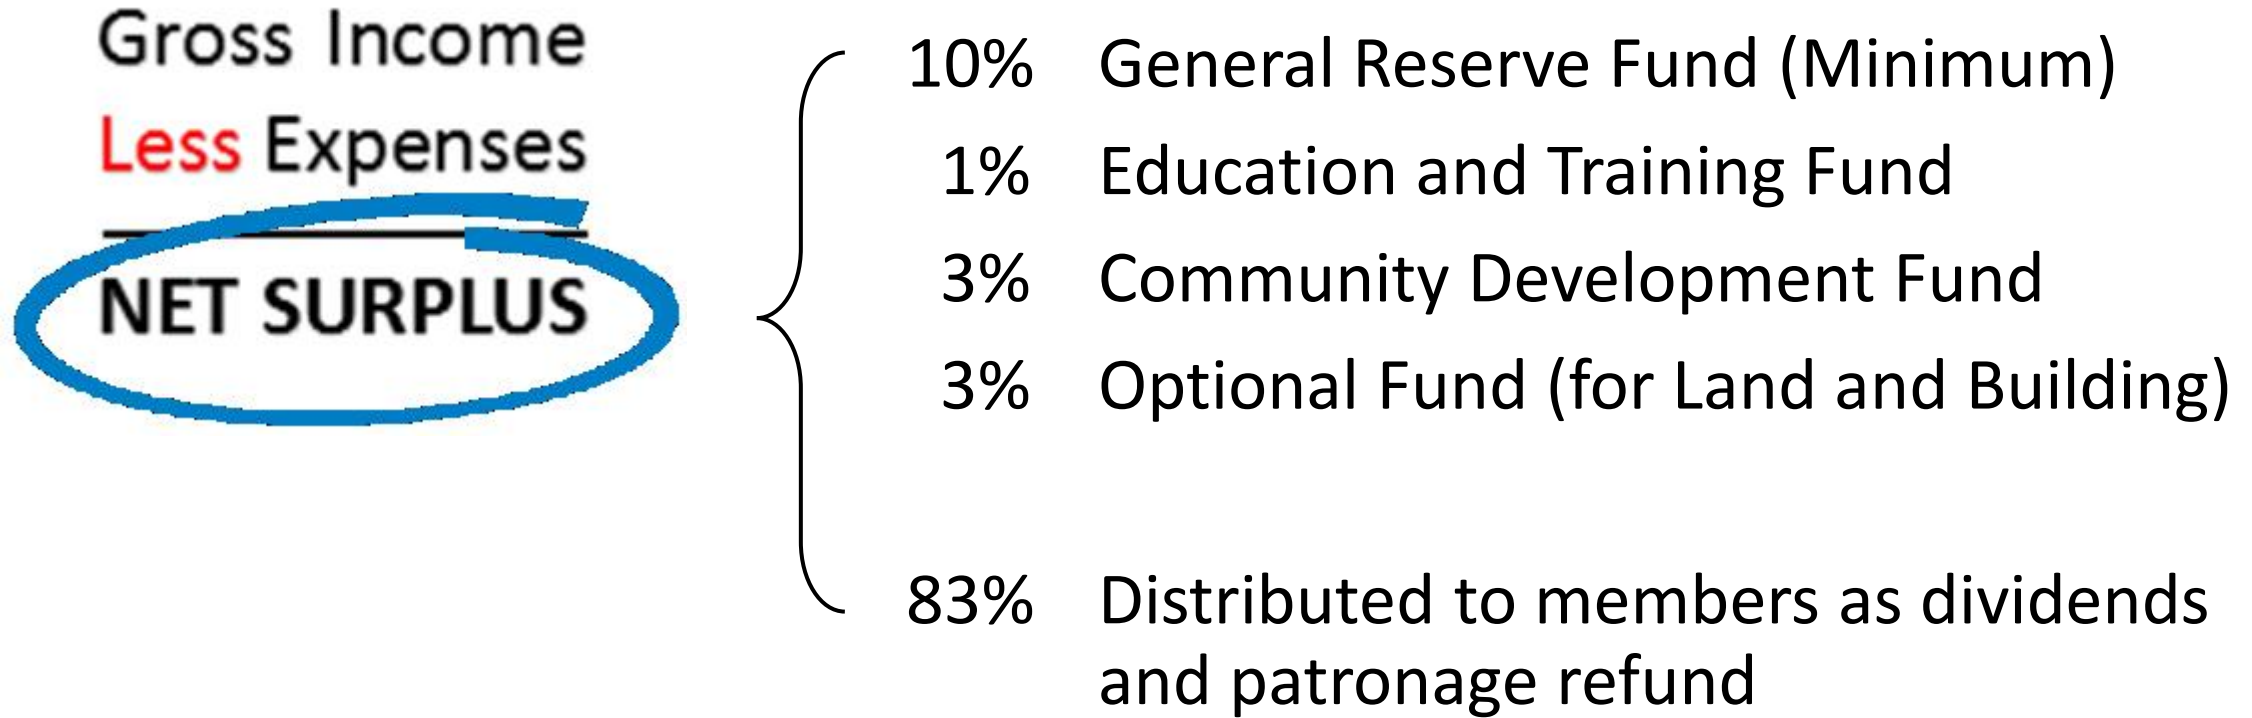 Gross Income
Less Expenses
NET SURPLUS
10% General Reserve Fund (Minimum)
1% Education and Training Fund
3% Community Development Fund
3% Optional Fund (for Land and Building)
83% Distributed to members as dividends
and patronage refund